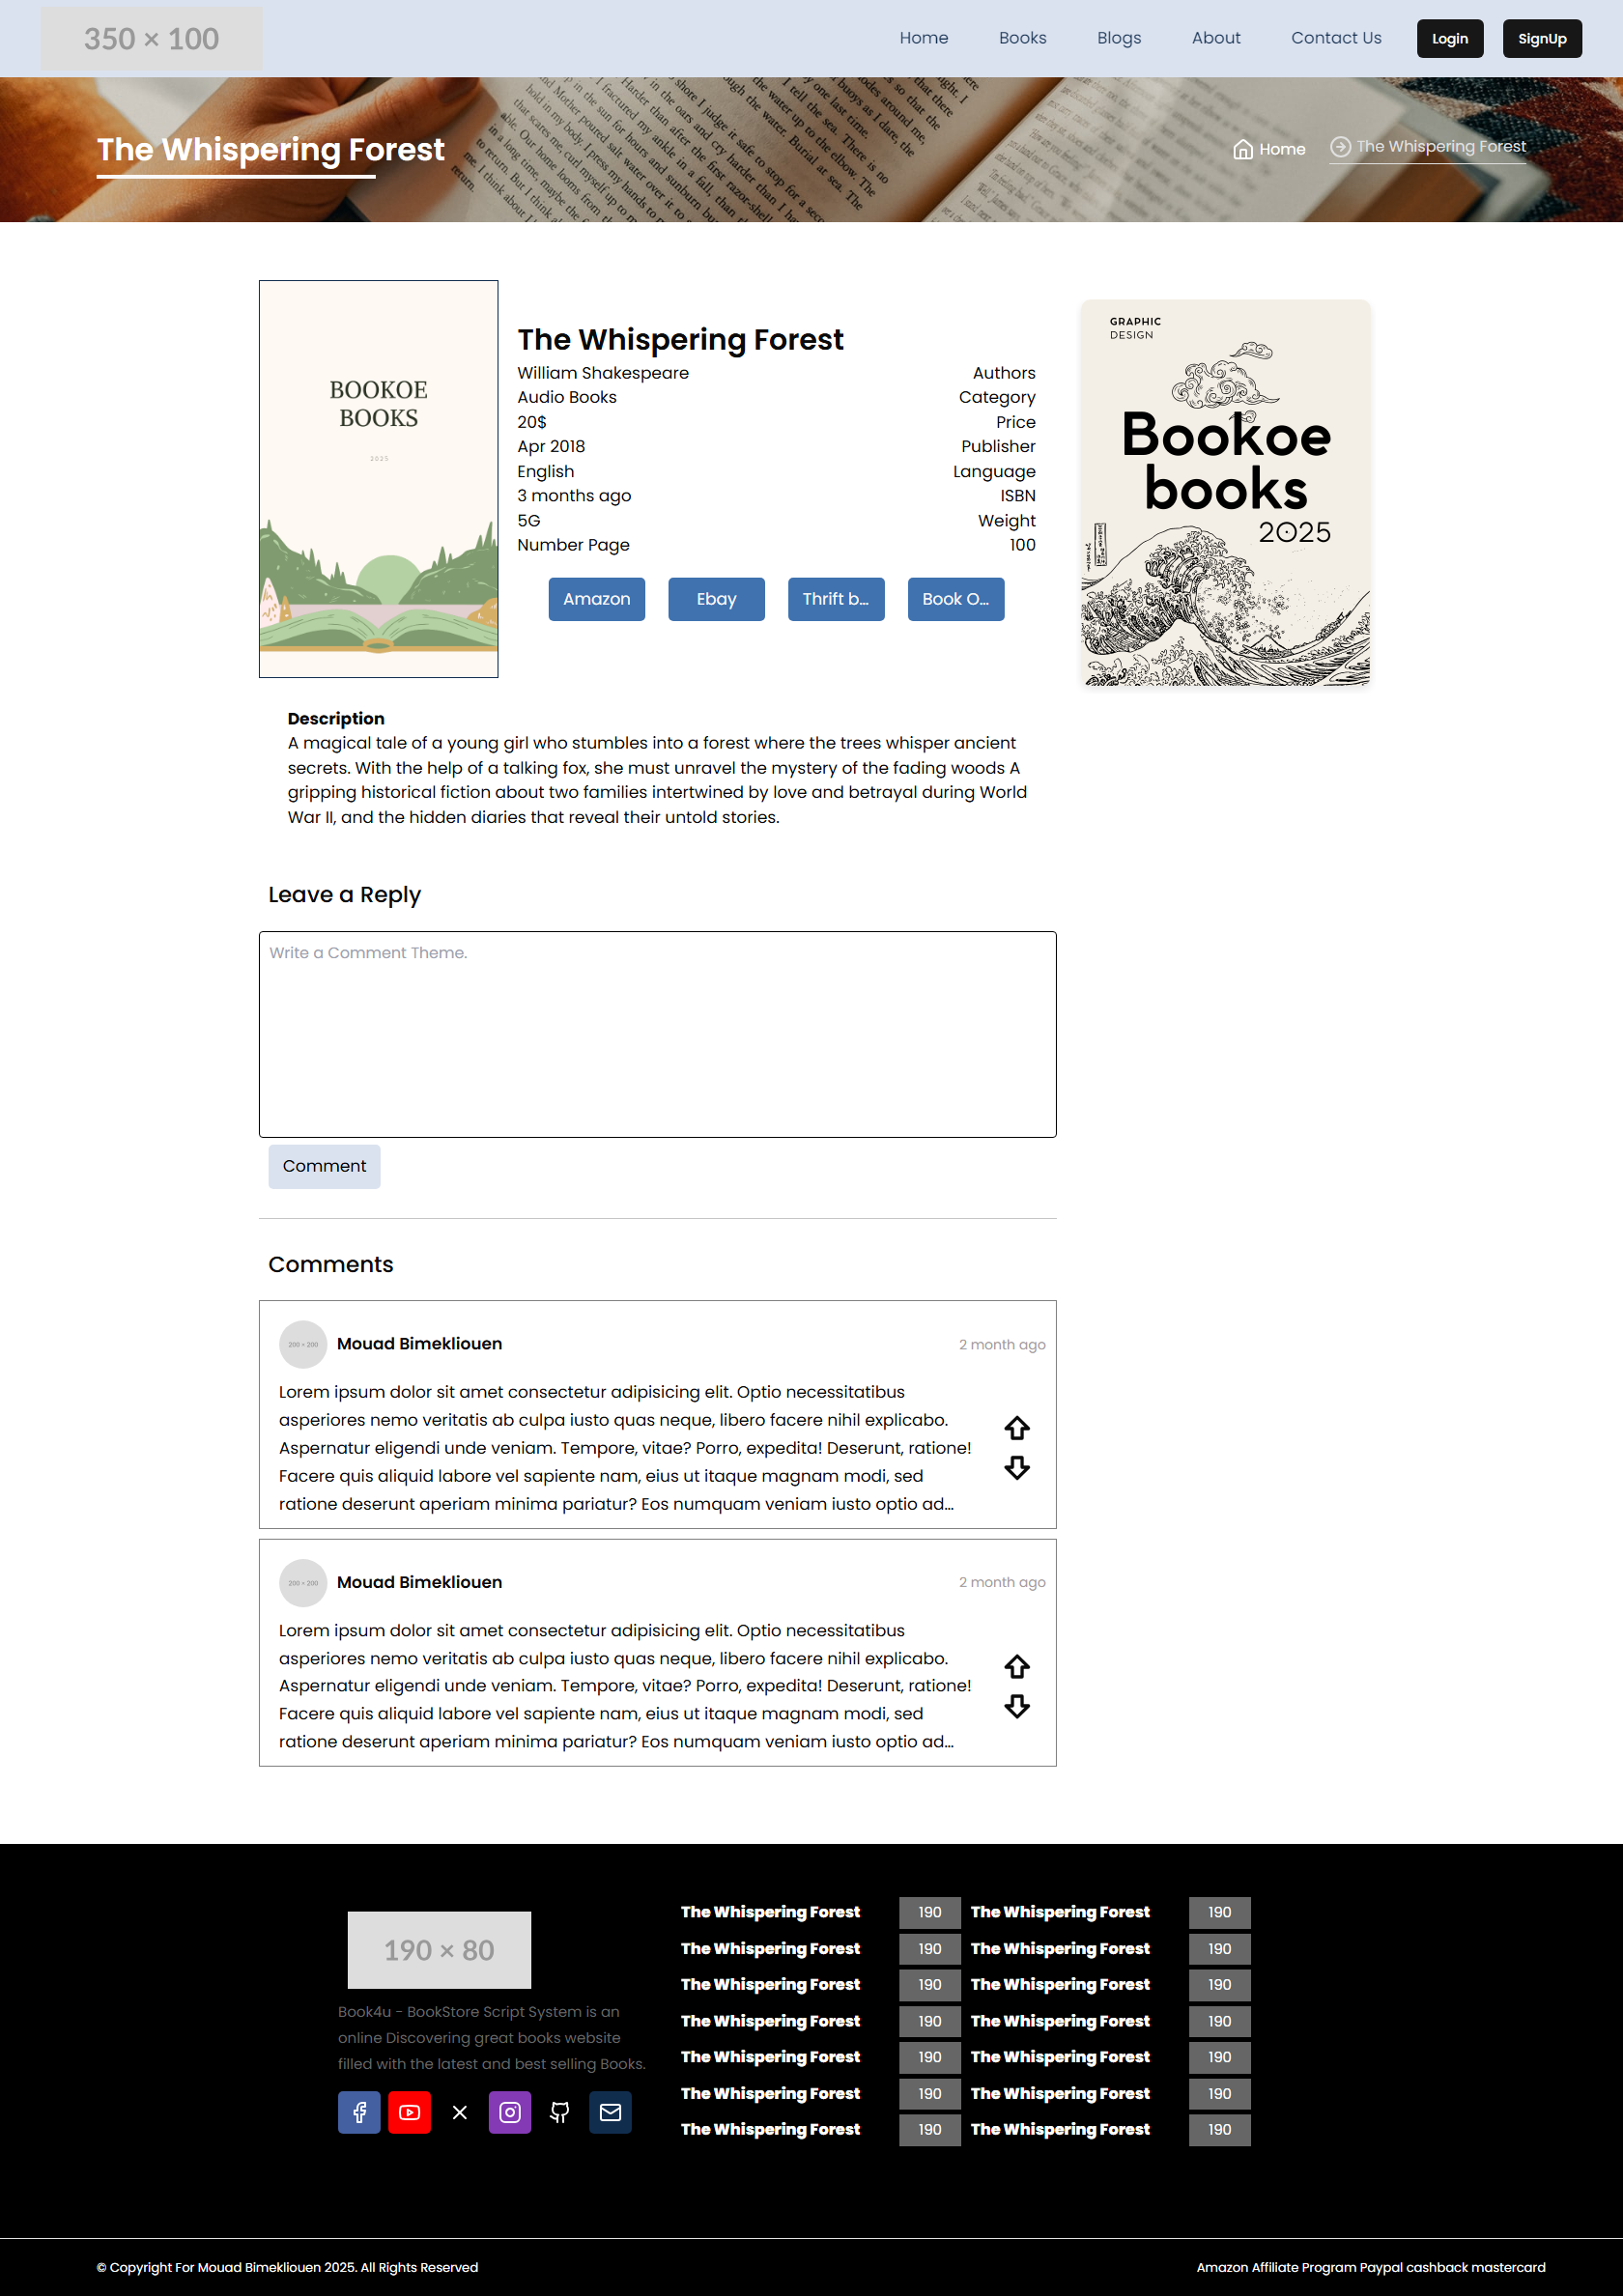 350 × 100
Home Books Blogs About Contact Us Login SignUp
The Whispering Forest
Home The Whispering Forest
BOOKOE
BOOKS
2025
The Whispering Forest
William Shakespeare Authors
Audio Books Category
20$ Price
Apr 2018 Publisher
English Language
3 months ago ISBN
5G Weight
Number Page 100
Amazon Ebay Thrift b... Book O...
GRAPHIC
DESIGN
Bookoe
books
2025
Description
A magical tale of a young girl who stumbles into a forest where the trees whisper ancient
secrets. With the help of a talking fox, she must unravel the mystery of the fading woods A
gripping historical fiction about two families intertwined by love and betrayal during World
War II, and the hidden diaries that reveal their untold stories.
Leave a Reply
Write a Comment Theme.
Comment
Comments
200 × 200
Mouad Bimekliouen 2 month ago
Lorem ipsum dolor sit amet consectetur adipisicing elit. Optio necessitatibus
asperiores nemo veritatis ab culpa iusto quas neque, libero facere nihil explicabo.
Aspernatur eligendi unde veniam. Tempore, vitae? Porro, expedita! Deserunt, ratione!
Facere quis aliquid labore vel sapiente nam, eius ut itaque magnam modi, sed
ratione deserunt aperiam minima pariatur? Eos numquam veniam iusto optio ad...
200 × 200
Mouad Bimekliouen 2 month ago
Lorem ipsum dolor sit amet consectetur adipisicing elit. Optio necessitatibus
asperiores nemo veritatis ab culpa iusto quas neque, libero facere nihil explicabo.
Aspernatur eligendi unde veniam. Tempore, vitae? Porro, expedita! Deserunt, ratione!
Facere quis aliquid labore vel sapiente nam, eius ut itaque magnam modi, sed
ratione deserunt aperiam minima pariatur? Eos numquam veniam iusto optio ad...
190 × 80
Book4u - BookStore Script System is an
online Discovering great books website
filled with the latest and best selling Books.
The Whispering Forest 190 The Whispering Forest 190
The Whispering Forest 190 The Whispering Forest 190
The Whispering Forest 190 The Whispering Forest 190
The Whispering Forest 190 The Whispering Forest 190
The Whispering Forest 190 The Whispering Forest 190
The Whispering Forest 190 The Whispering Forest 190
The Whispering Forest 190 The Whispering Forest 190
© Copyright For Mouad Bimekliouen 2025. All Rights Reserved
Amazon Affiliate Program Paypal cashback mastercard